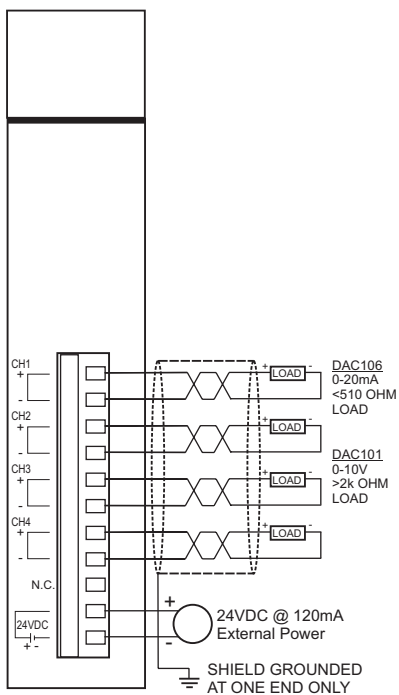 CH1
+
-
CH2
+
-
CH3
+
-
CH4
+
-
N.C.
24VDC
+ -
+ LOAD -
+ LOAD -
+ LOAD -
+ LOAD -
DAC106
0-20mA
<510 OHM
LOAD
DAC101
0-10V
>2k OHM
LOAD
+
-
24VDC @ 120mA
External Power
SHIELD GROUNDED
AT ONE END ONLY